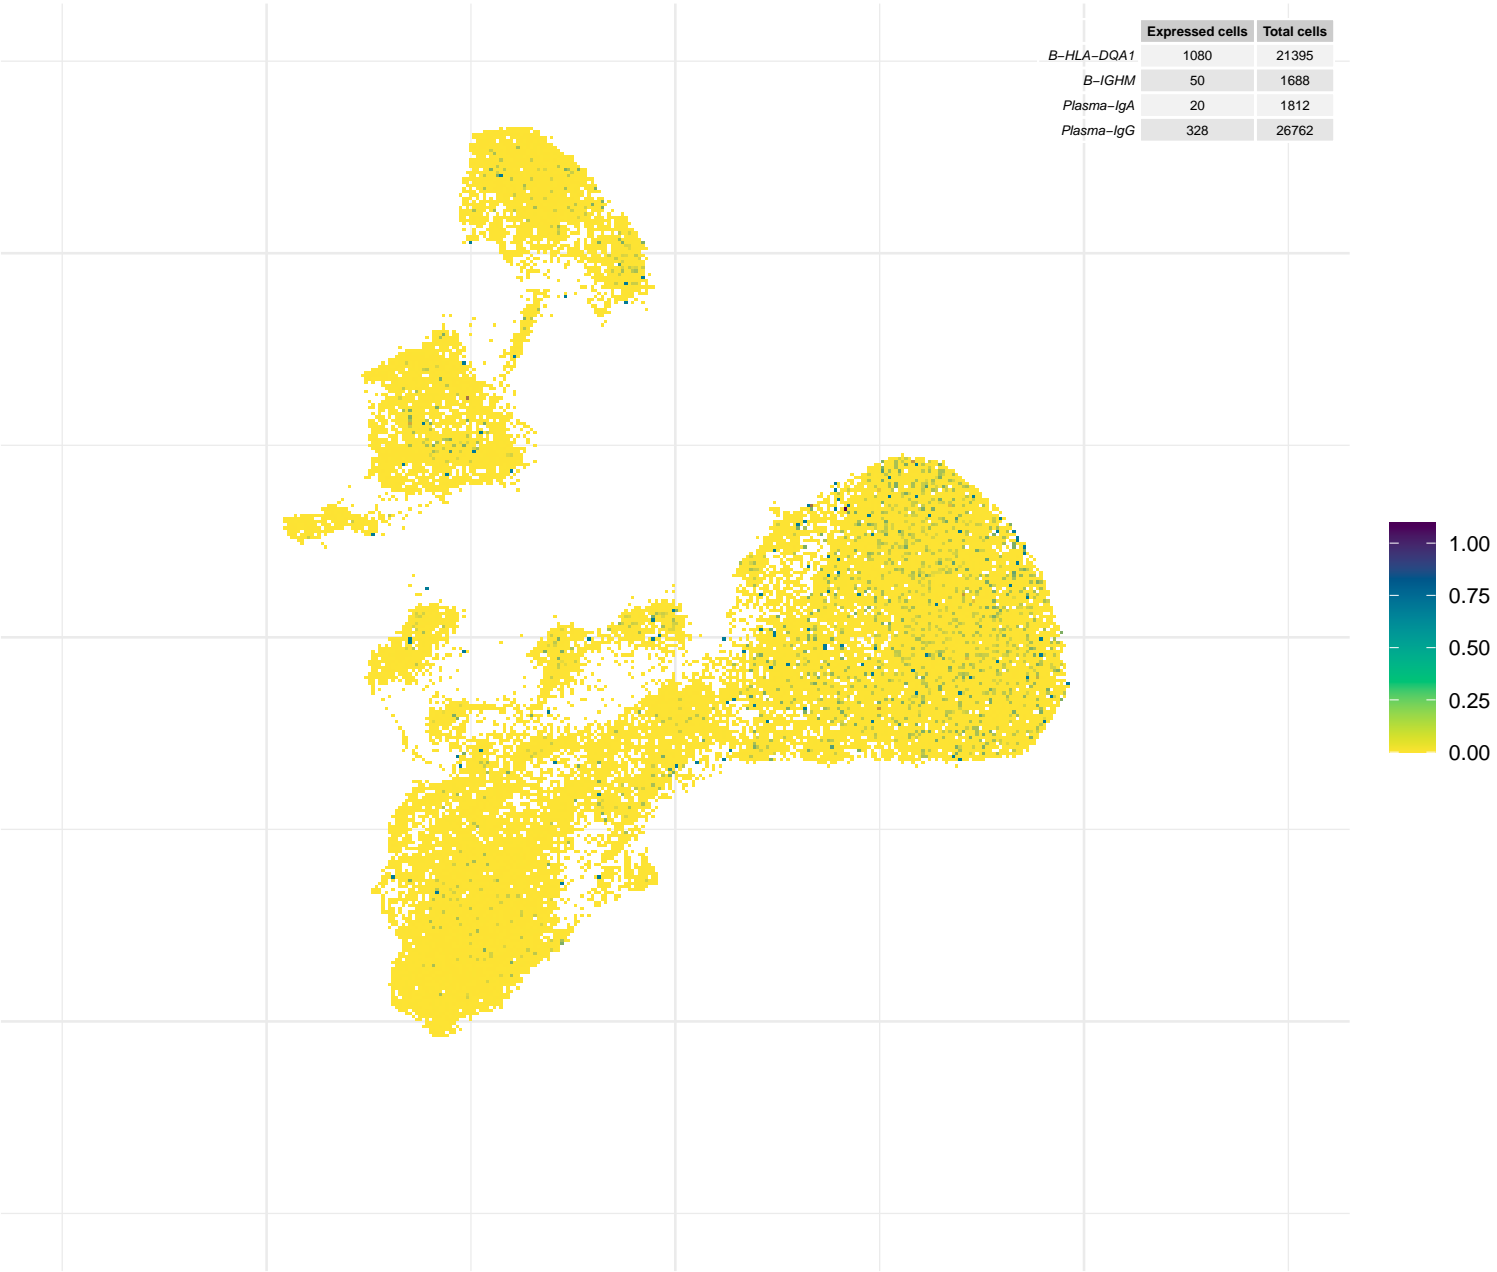 Expressed cells Total cells
B−HLA−DQA1 1080 21395
B−IGHM 50 1688
Plasma−IgA 20 1812
Plasma−IgG 328 26762
1.00
0.75
0.50
0.25
0.00